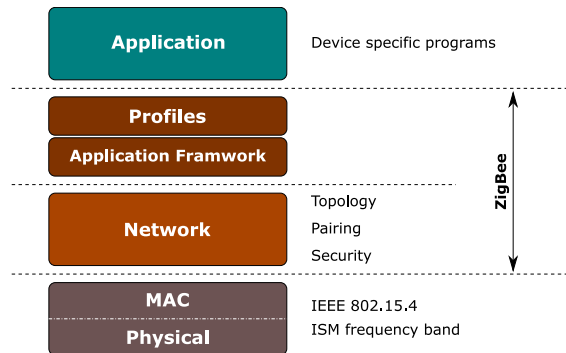 Application
Device specific programs
Profiles
Application Framwork
ZigBee
Network
Topology
Pairing
Security
MAC
Physical
IEEE 802.15.4
ISM frequency band